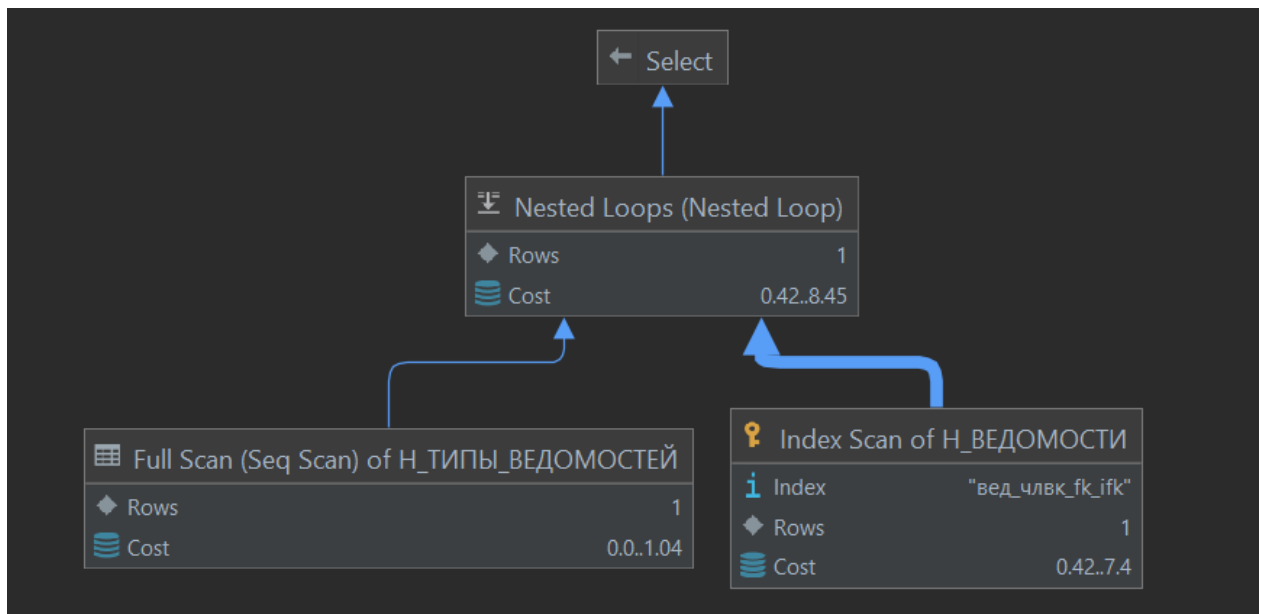 Select
Nested Loops (Nested Loop)
Rows 1
Cost 0.42..8.45
Full Scan (Seq Scan) of Н_ТИПЫ_ВЕДОМОСТЕЙ
Rows 1
Cost 0.0..1.04
Index Scan of Н_ВЕДОМОСТИ
Index "вед_члвк_fk_ifk"
Rows 1
Cost 0.42..7.4